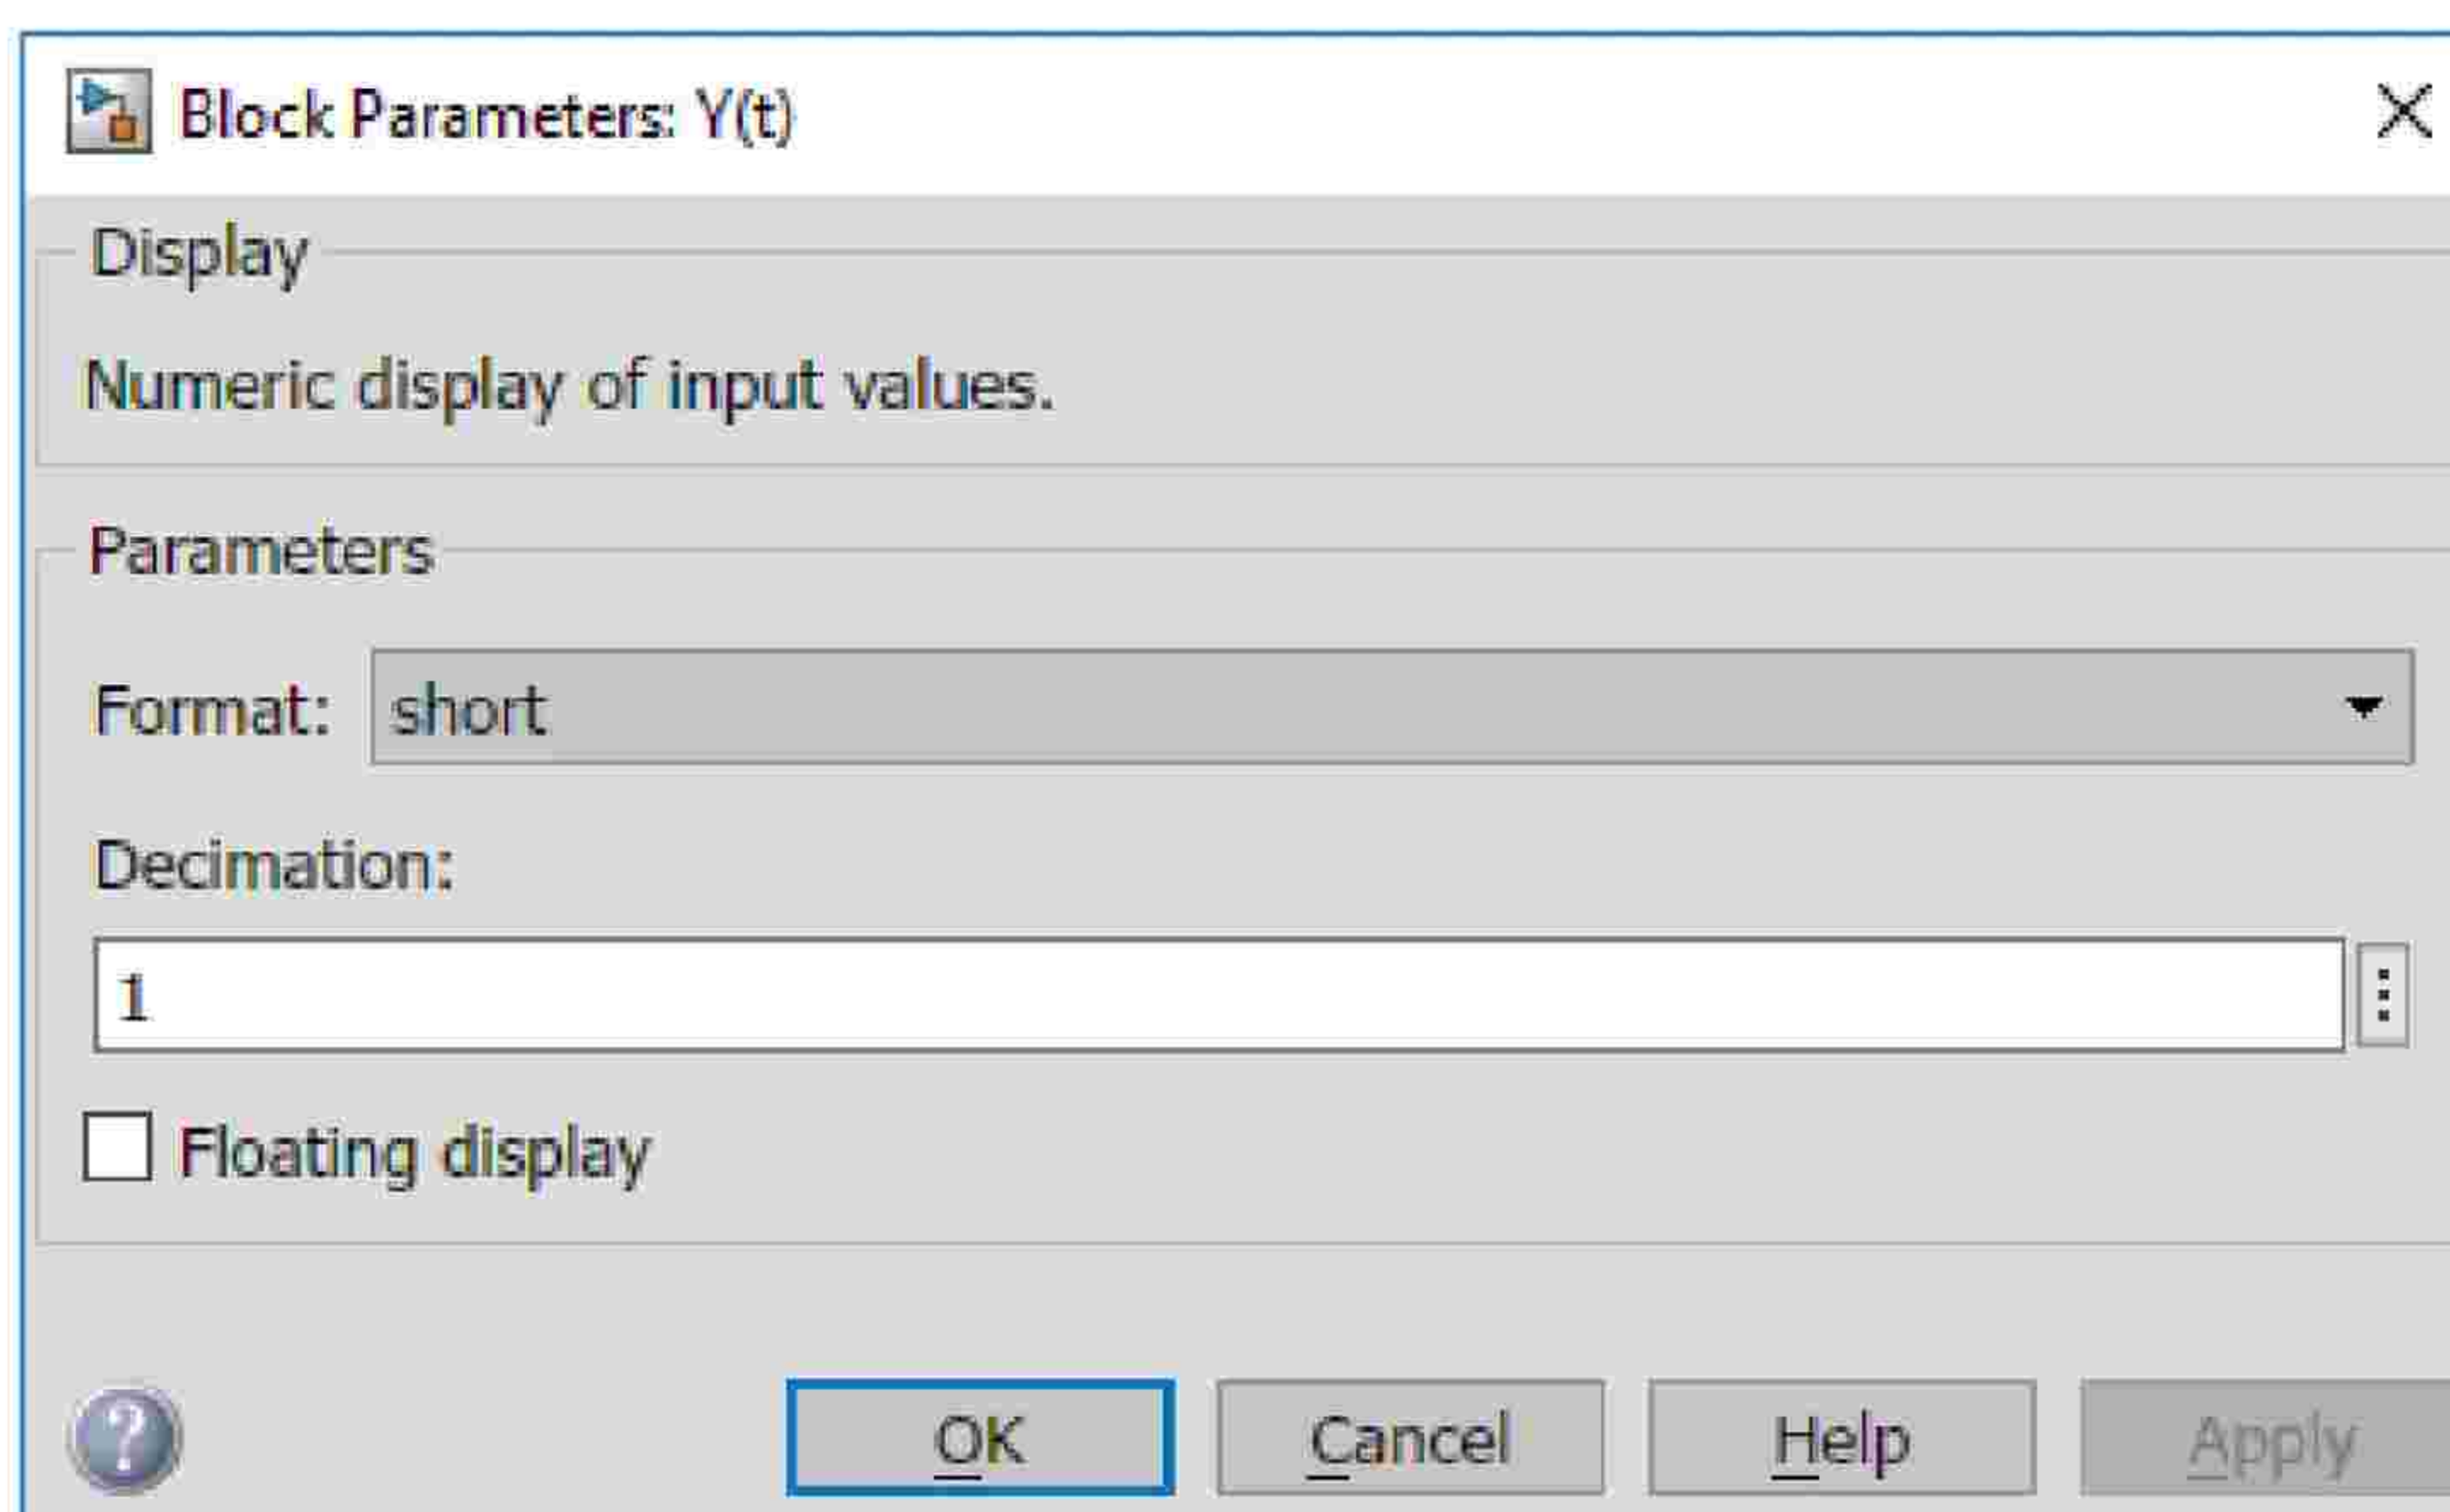 Block Parameters: Y(t)
Display
Numeric display of input values.
Parameters
Format: short
Decimation:
1
Floating display
OK Cancel Help Apply